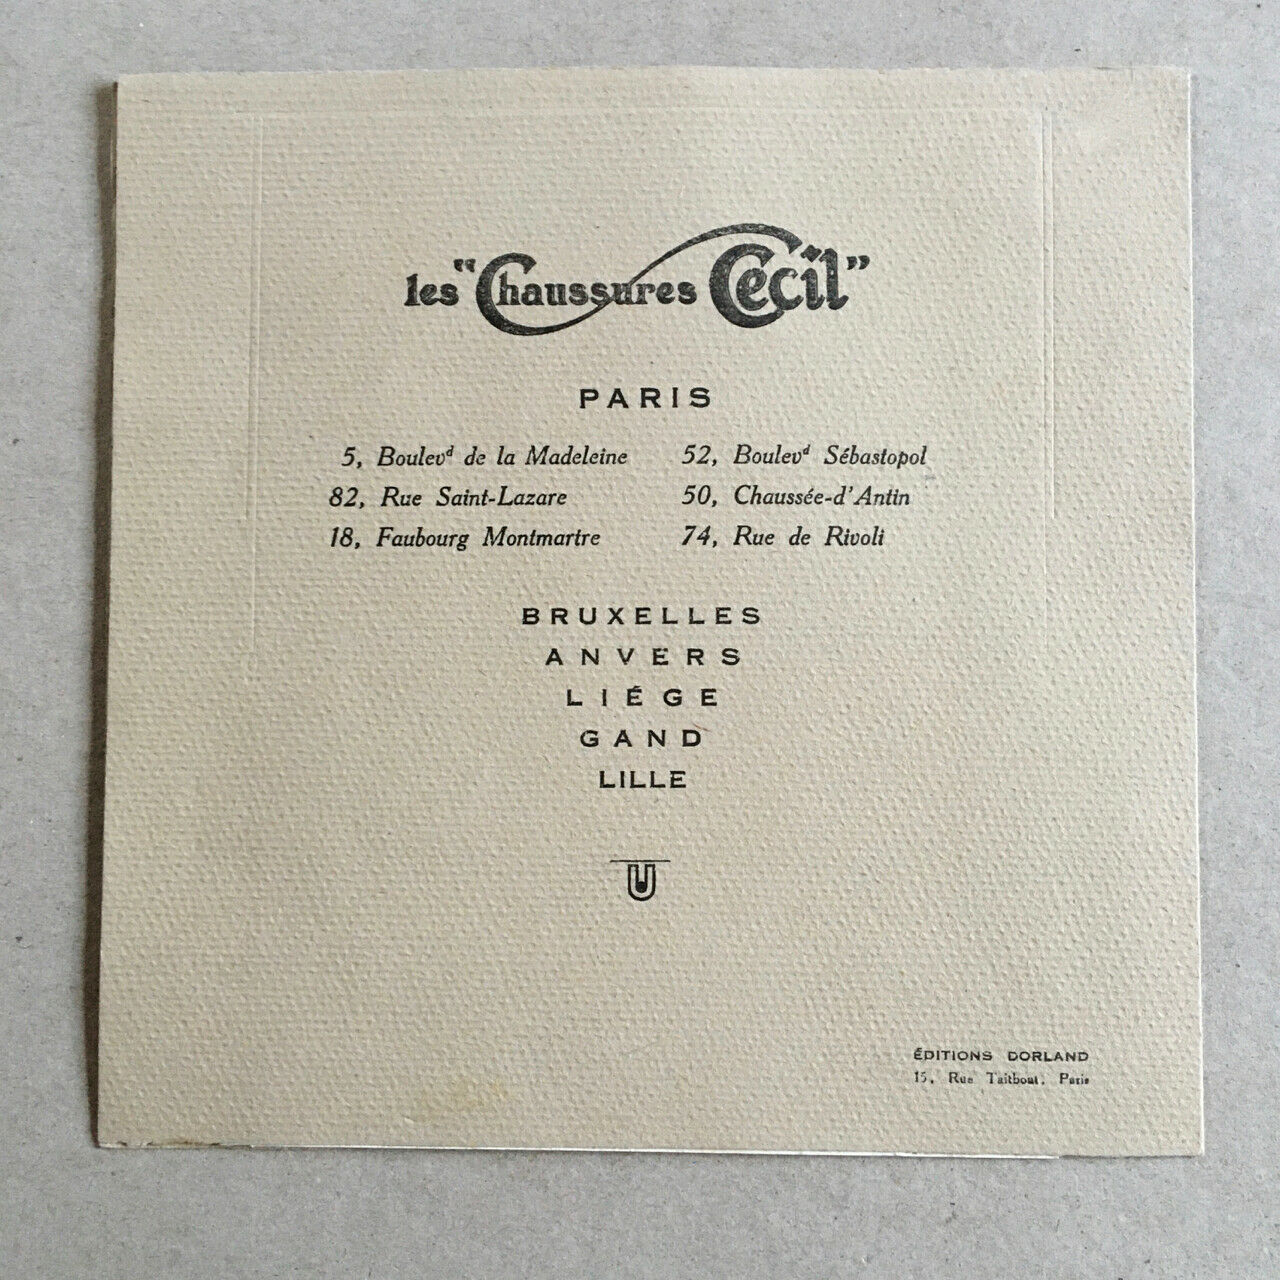 les "Chaussures Cecil"
PARIS
5, Boulevᵈ de la Madeleine
82, Rue Saint-Lazare
18, Faubourg Montmartre
52, Boulevᵈ Sébastopol
50, Chaussée-d'Antin
74, Rue de Rivoli
BRUXELLES
ANVERS
LIÉGE
GAND
LILLE
ÉDITIONS DORLAND
15, Rue Taitbout, Paris